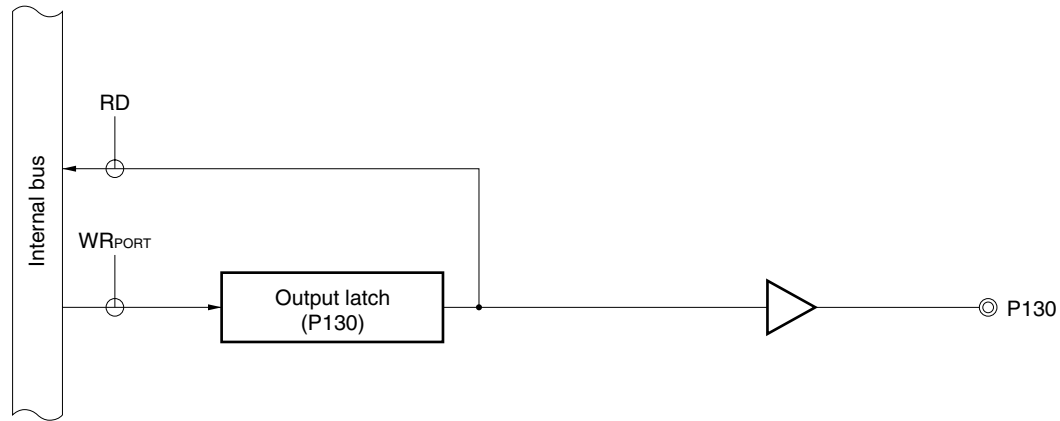 RD
Internal bus
WRPORT
Output latch
(P130)
P130